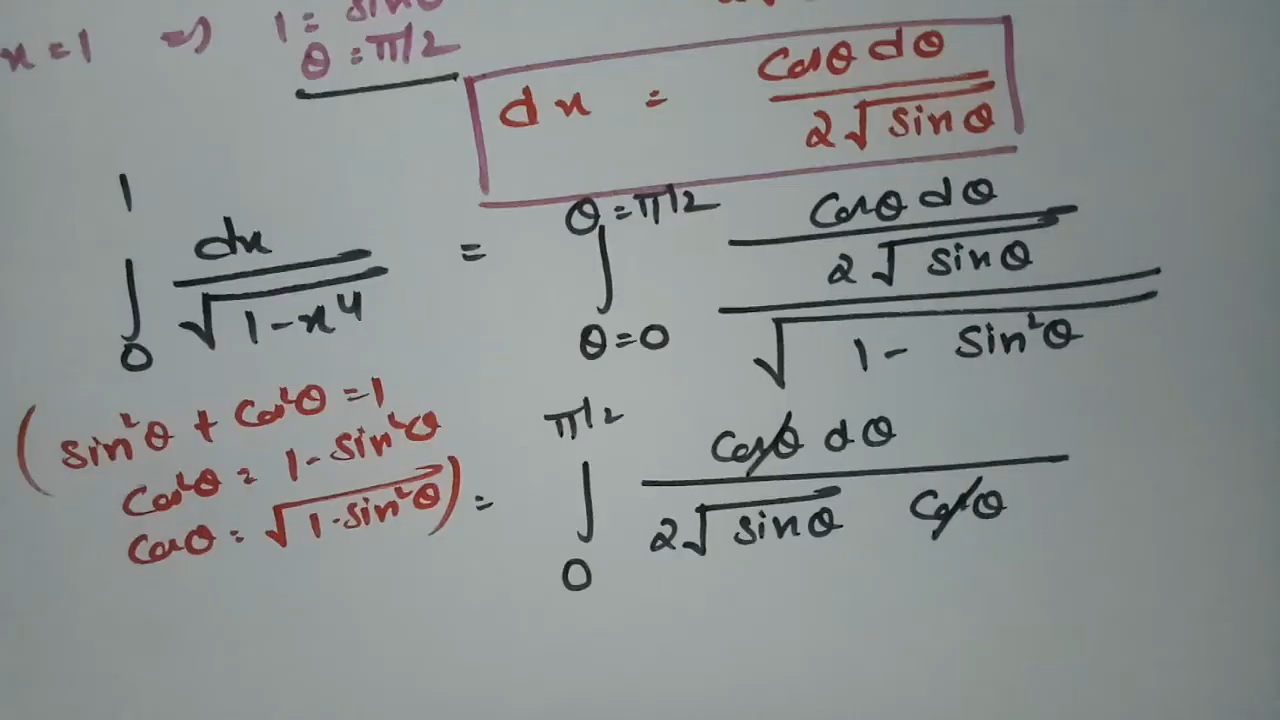 x = 1 ⇒ 1 = sinθ
θ = π/2
dx = cosθ dθ / 2√sinθ
∫₀¹ dx / √(1 - x⁴) = ∫_{θ=0}^{θ=π/2} (cosθ dθ / 2√sinθ) / √(1 - sin²θ)
(sin²θ + cos²θ = 1
cos²θ = 1 - sin²θ
cosθ = √(1 - sin²θ))
= ∫₀^{π/2} cosθ dθ / 2√sinθ cosθ